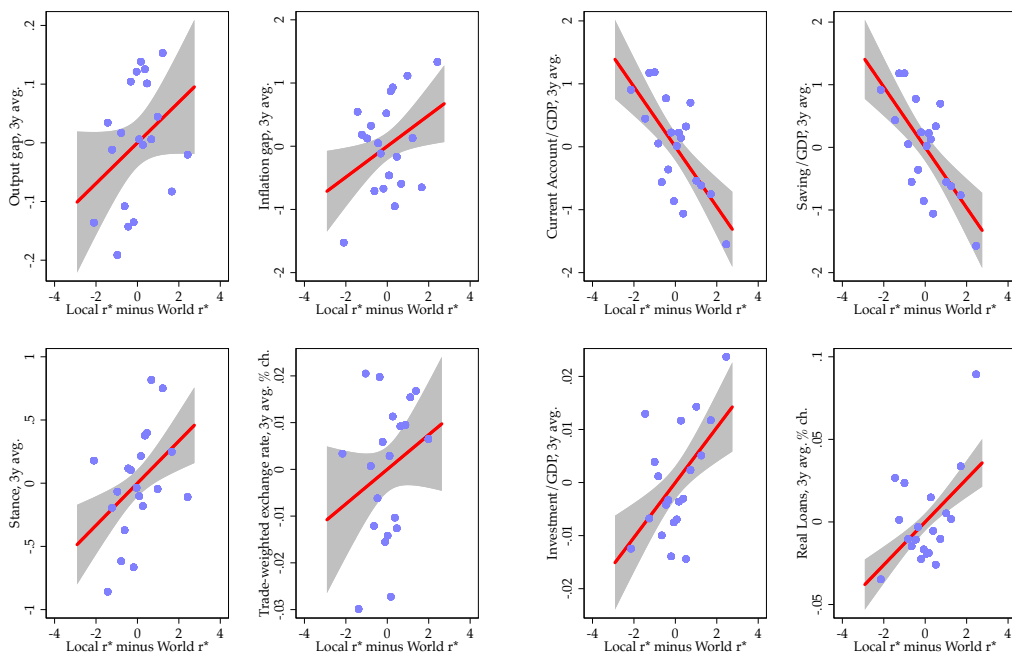 Output gap, 3y avg.
.2
.1
0
-.1
-.2
-4 -2 0 2 4
Local r* minus World r*
Inflation gap, 3y avg.
2
1
0
-1
-2
-4 -2 0 2 4
Local r* minus World r*
Current Account/GDP, 3y avg.
2
1
0
-1
-2
-4 -2 0 2 4
Local r* minus World r*
Saving/GDP, 3y avg.
2
1
0
-1
-2
-4 -2 0 2 4
Local r* minus World r*
Stance, 3y avg.
1
.5
0
-.5
-1
-4 -2 0 2 4
Local r* minus World r*
Trade-weighted exchange rate, 3y avg. % ch.
.02
.01
0
-.01
-.02
-.03
-4 -2 0 2 4
Local r* minus World r*
Investment/GDP, 3y avg.
.02
.01
0
-.01
-.02
-4 -2 0 2 4
Local r* minus World r*
Real Loans, 3y avg. % ch.
.1
.05
0
-.05
-4 -2 0 2 4
Local r* minus World r*